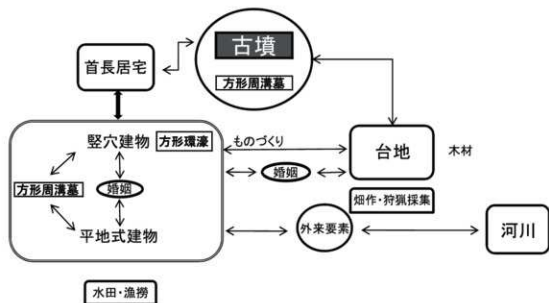 古墳
首長居宅
方形周溝墓
竪穴建物
方形環濠
ものづくり
台地
木材
方形周溝墓
婚姻
婚姻
畑作・狩猟採集
平地式建物
外来要素
河川
水田・漁撈